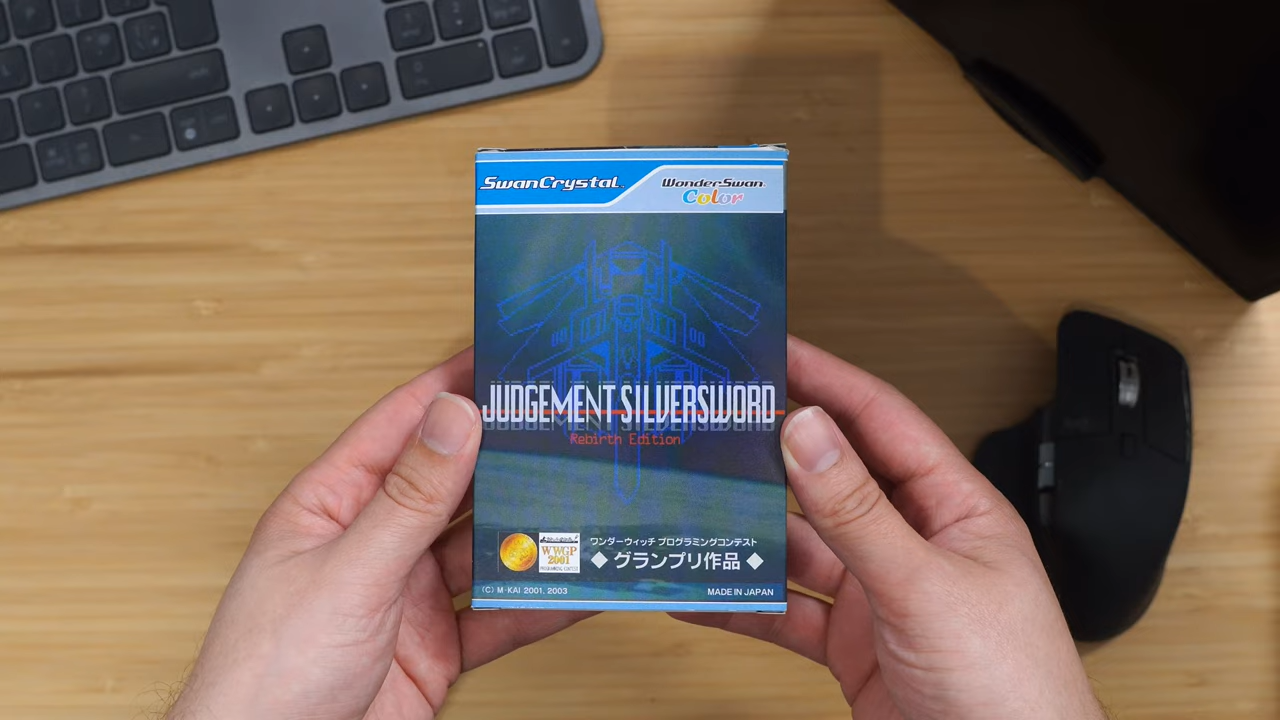 SwanCrystal
WonderSwan
Color
JUDGEMENT SILVERSWORD
Rebirth Edition
WWGP
2001
ワンダーウィッチ プログラミングコンテスト
◆ グランプリ作品 ◆
(C) M-KAI 2001, 2003
MADE IN JAPAN